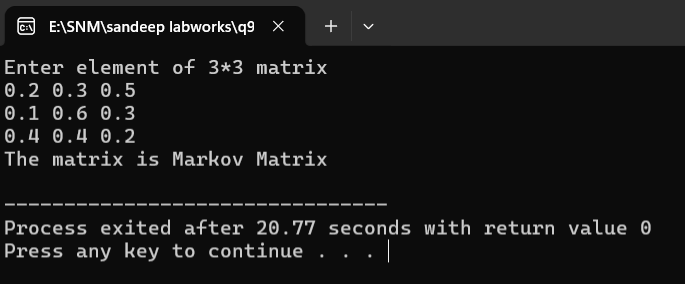 E:\SNM\sandeep labworks\q9
Enter element of 3*3 matrix
0.2 0.3 0.5
0.1 0.6 0.3
0.4 0.4 0.2
The matrix is Markov Matrix
--------------------------------
Process exited after 20.77 seconds with return value 0
Press any key to continue . . .